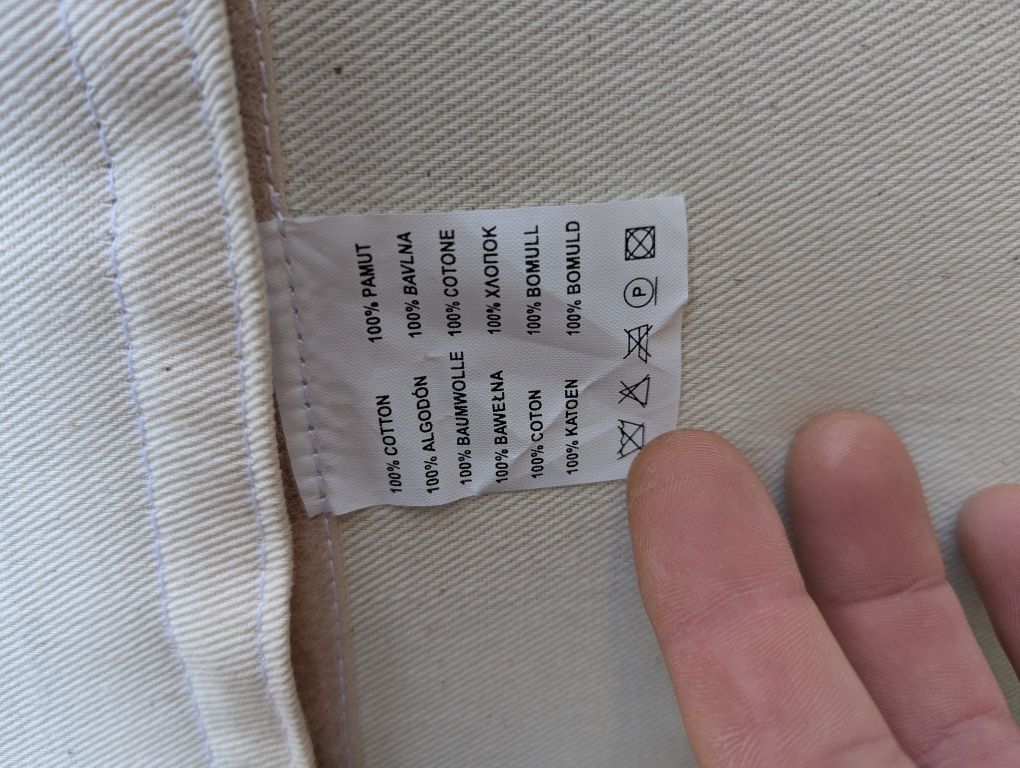 100% COTTON 100% PAMUT
100% ALGODÓN 100% BAVLNA
100% BAUMWOLLE 100% COTONE
100% BAWEŁNA 100% ХЛОПОК
100% COTON 100% BOMULL
100% KATOEN 100% BOMULD
P